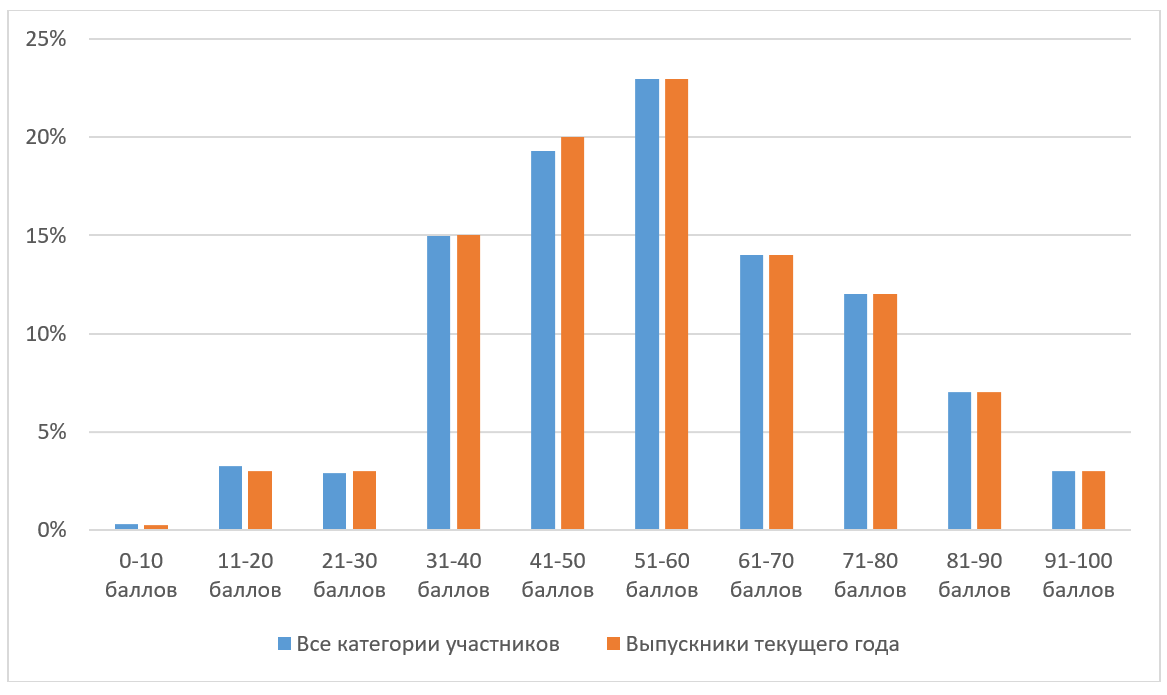 25%
20%
15%
10%
5%
0%
0-10 11-20 21-30 31-40 41-50 51-60 61-70 71-80 81-90 91-100
баллов баллов баллов баллов баллов баллов баллов баллов баллов баллов
Все категории участников Выпускники текущего года